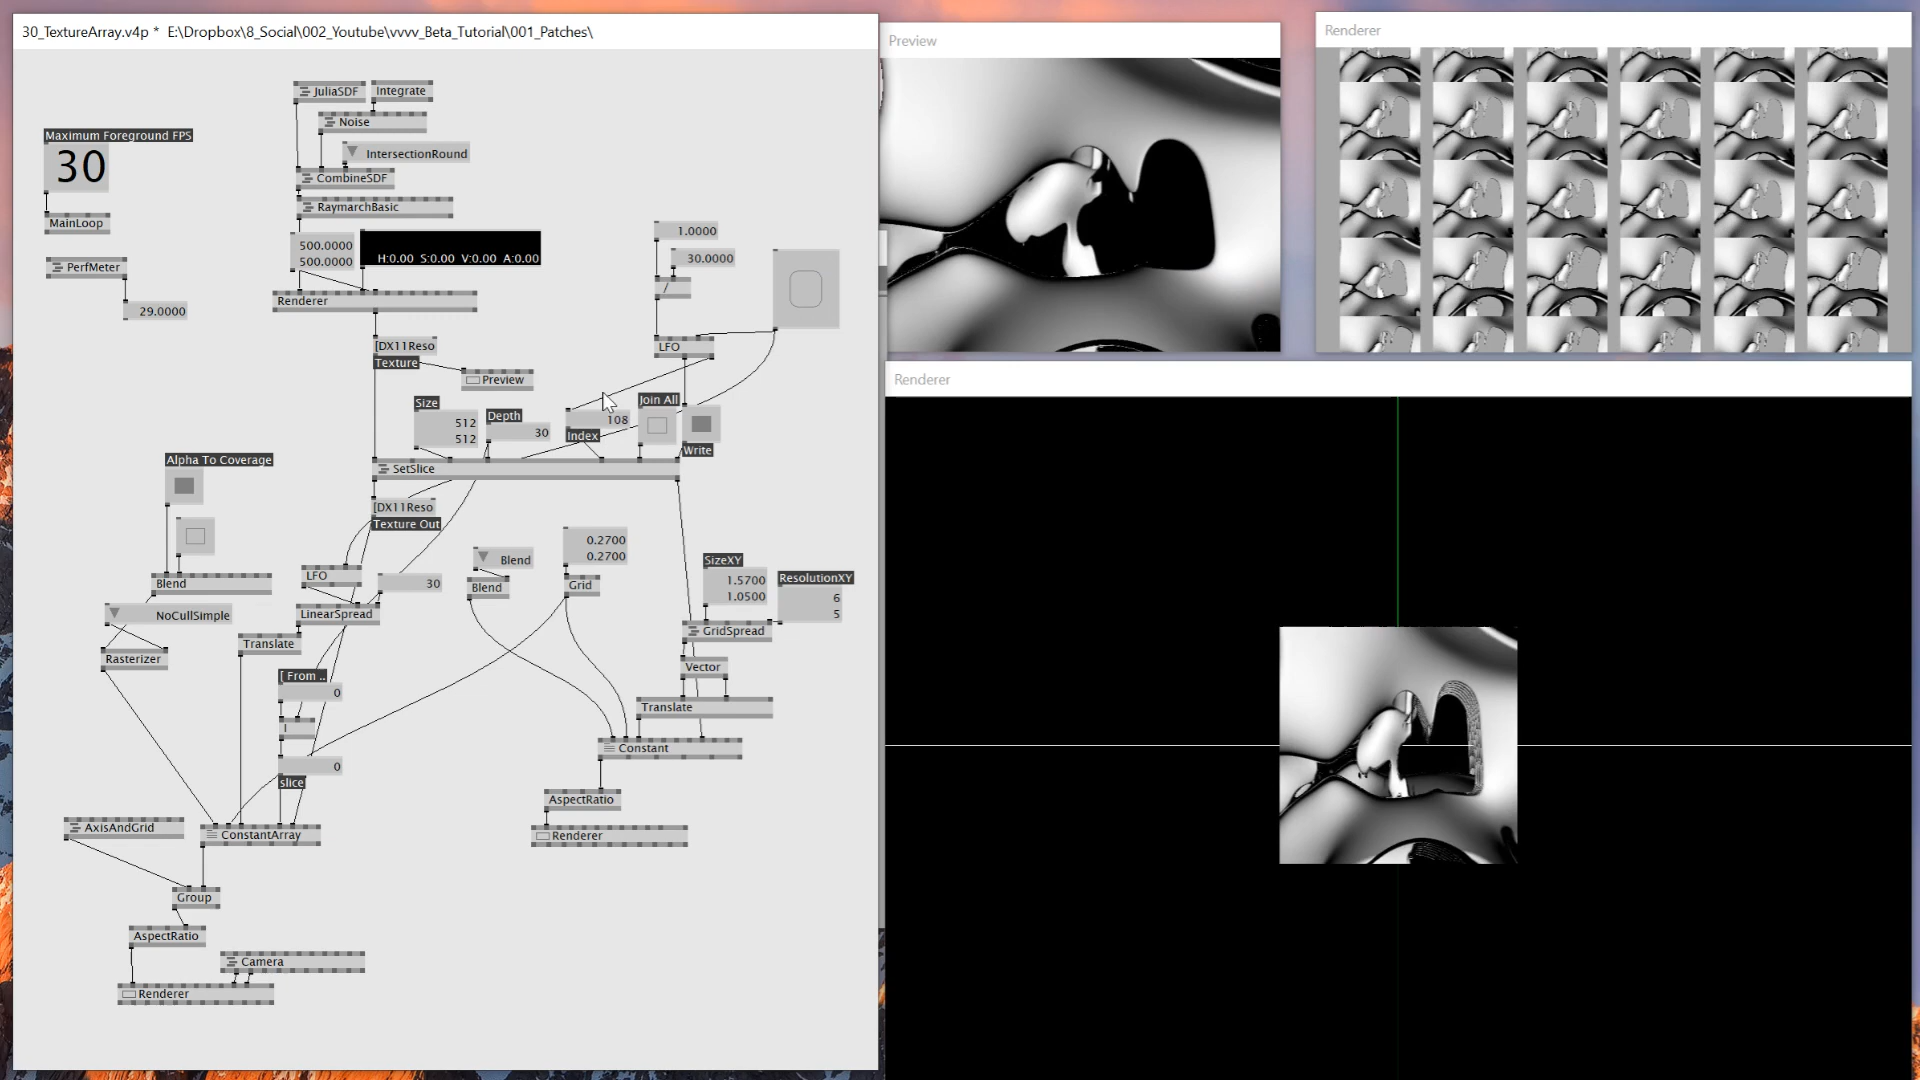 30_TextureArray.v4p *  E:\Dropbox\8_Social\002_Youtube\vvvv_Beta_Tutorial\001_Patches\
Preview
Renderer
JuliaSDF
Integrate
Noise
Maximum Foreground FPS
30
IntersectionRound
CombineSDF
RaymarchBasic
MainLoop
1.0000
500.0000
500.0000
H:0.00 S:0.00 V:0.00 A:0.00
30.0000
PerfMeter
/
Renderer
29.0000
[DX11Reso
Texture
LFO
Preview
Renderer
Size
512
512
Depth
30
108
Index
Join All
Write
Alpha To Coverage
SetSlice
[DX11Reso
Texture Out
0.2700
0.2700
Blend
SizeXY
1.5700
1.0500
ResolutionXY
6
5
Blend
LFO
30
Blend
Grid
NoCullSimple
LinearSpread
GridSpread
Translate
Rasterizer
Vector
[ From ..
0
Translate
I
Constant
0
slice
AspectRatio
AxisAndGrid
ConstantArray
Renderer
Group
AspectRatio
Camera
Renderer